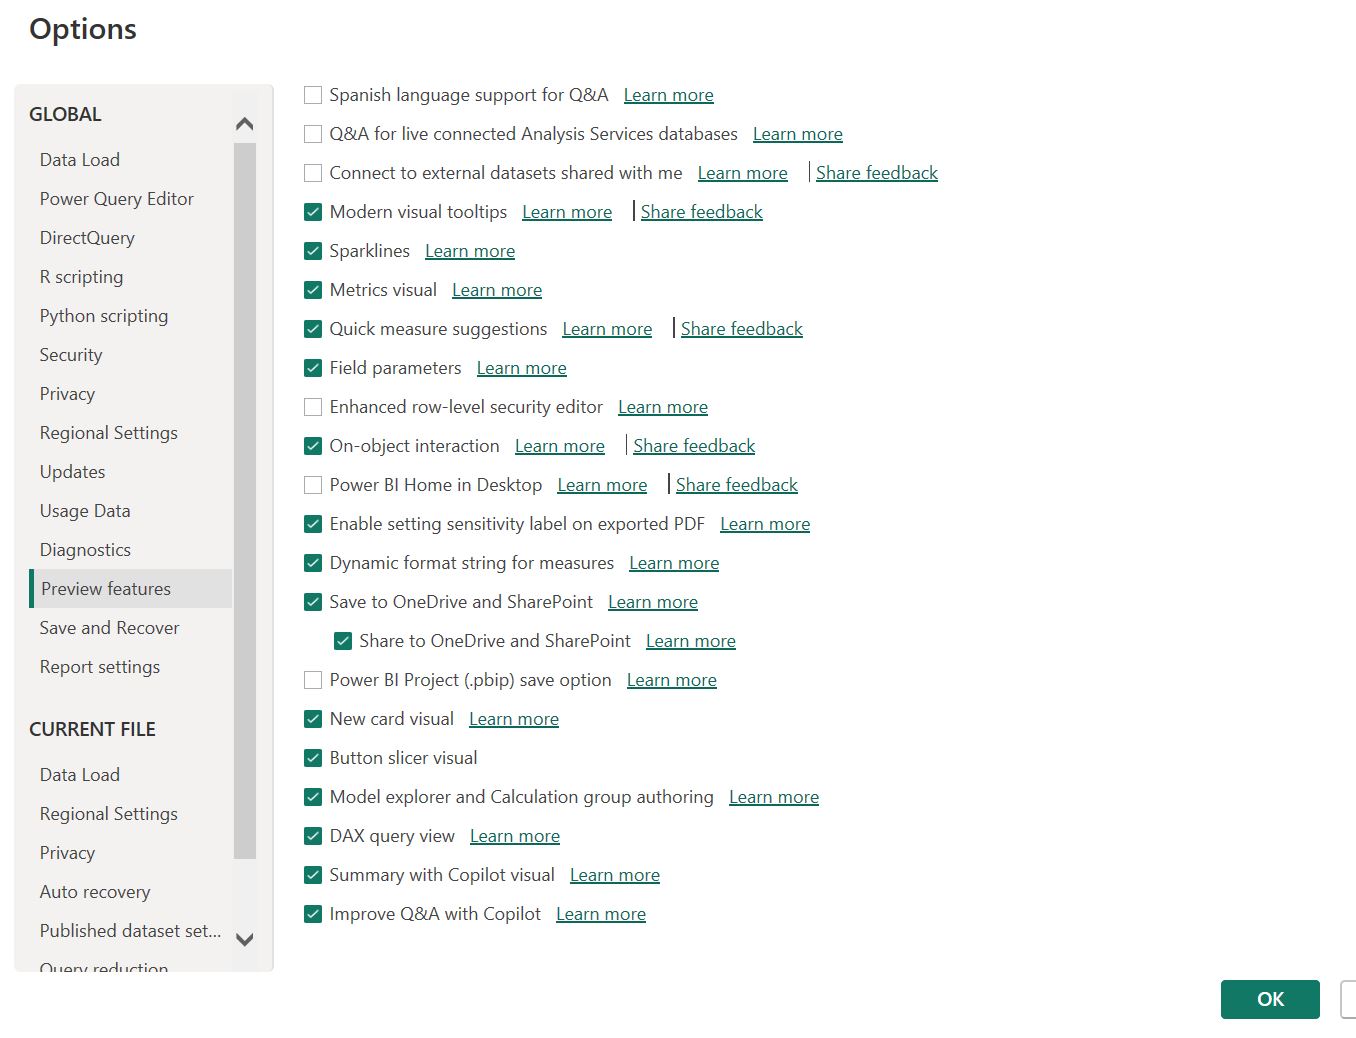 Options
GLOBAL
Data Load
Power Query Editor
DirectQuery
R scripting
Python scripting
Security
Privacy
Regional Settings
Updates
Usage Data
Diagnostics
Preview features
Save and Recover
Report settings
CURRENT FILE
Data Load
Regional Settings
Privacy
Auto recovery
Published dataset set...
Query reduction
Spanish language support for Q&A Learn more
Q&A for live connected Analysis Services databases Learn more
Connect to external datasets shared with me Learn more | Share feedback
Modern visual tooltips Learn more | Share feedback
Sparklines Learn more
Metrics visual Learn more
Quick measure suggestions Learn more | Share feedback
Field parameters Learn more
Enhanced row-level security editor Learn more
On-object interaction Learn more | Share feedback
Power BI Home in Desktop Learn more | Share feedback
Enable setting sensitivity label on exported PDF Learn more
Dynamic format string for measures Learn more
Save to OneDrive and SharePoint Learn more
Share to OneDrive and SharePoint Learn more
Power BI Project (.pbip) save option Learn more
New card visual Learn more
Button slicer visual
Model explorer and Calculation group authoring Learn more
DAX query view Learn more
Summary with Copilot visual Learn more
Improve Q&A with Copilot Learn more
OK